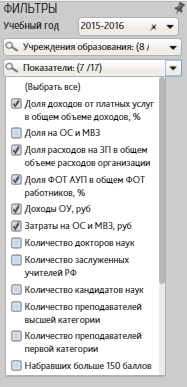 ФИЛЬТРЫ
Учебный год 2015-2016
Учреждения образования: (8 /
Показатели: (7 /17)
(Выбрать все)
Доля доходов от платных услуг
в общем объеме доходов, %
Доля на ОС и МВЗ
Доля расходов на ЗП в общем
объеме расходов организации
Доля ФОТ АУП в общем ФОТ
работников, %
Доходы ОУ, руб
Затраты на ОС и МВЗ, руб
Количество докторов наук
Количество заслуженных
учителей РФ
Количество кандидатов наук
Количество преподавателей
высшей категории
Количество преподавателей
первой категории
Набравших больше 150 баллов